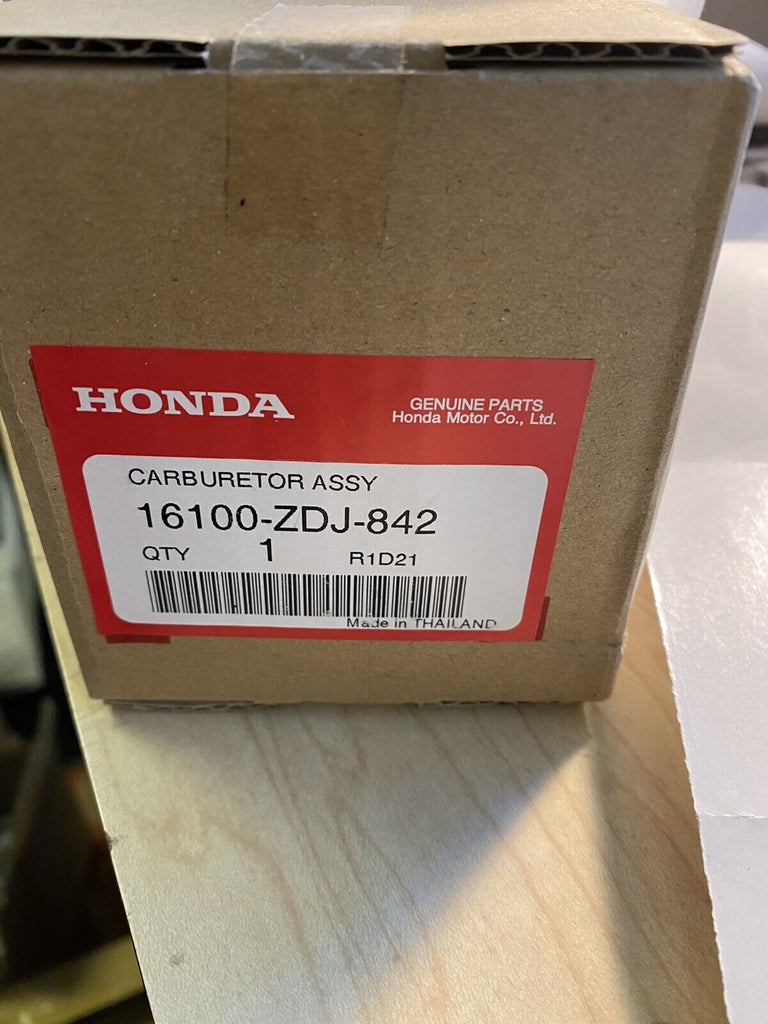 HONDA
GENUINE PARTS
Honda Motor Co., Ltd.
CARBURETOR ASSY
16100-ZDJ-842
QTY 1 R1D21
Made in THAILAND